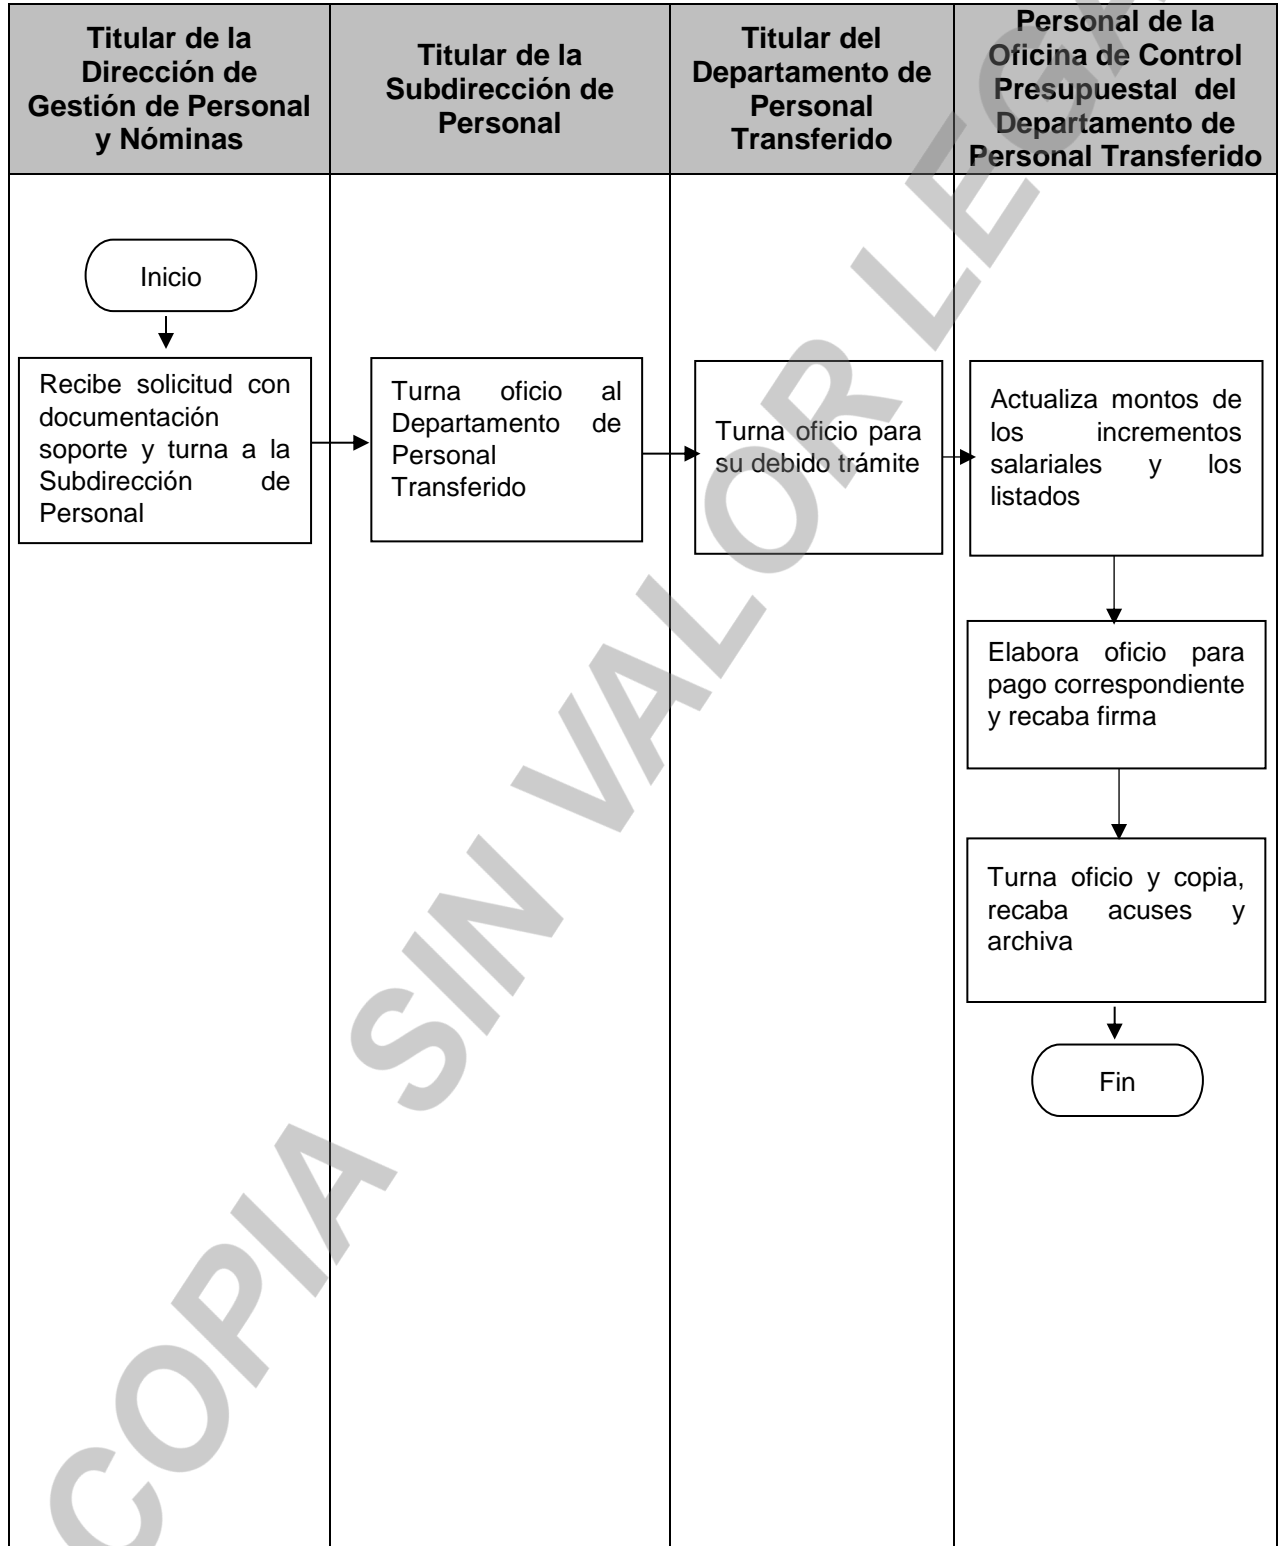 Titular de la
Dirección de
Gestión de Personal
y Nóminas
Titular de la
Subdirección de
Personal
Titular del
Departamento de
Personal
Transferido
Personal de la
Oficina de Control
Presupuestal del
Departamento de
Personal Transferido
Inicio
Recibe solicitud con
documentación
soporte y turna a la
Subdirección de
Personal
Turna oficio al
Departamento de
Personal
Transferido
Turna oficio para
su debido trámite
Actualiza montos de
los incrementos
salariales y los
listados
Elabora oficio para
pago correspondiente
y recaba firma
Turna oficio y copia,
recaba acuses y
archiva
Fin
COPIA SIN VALOR LEGA